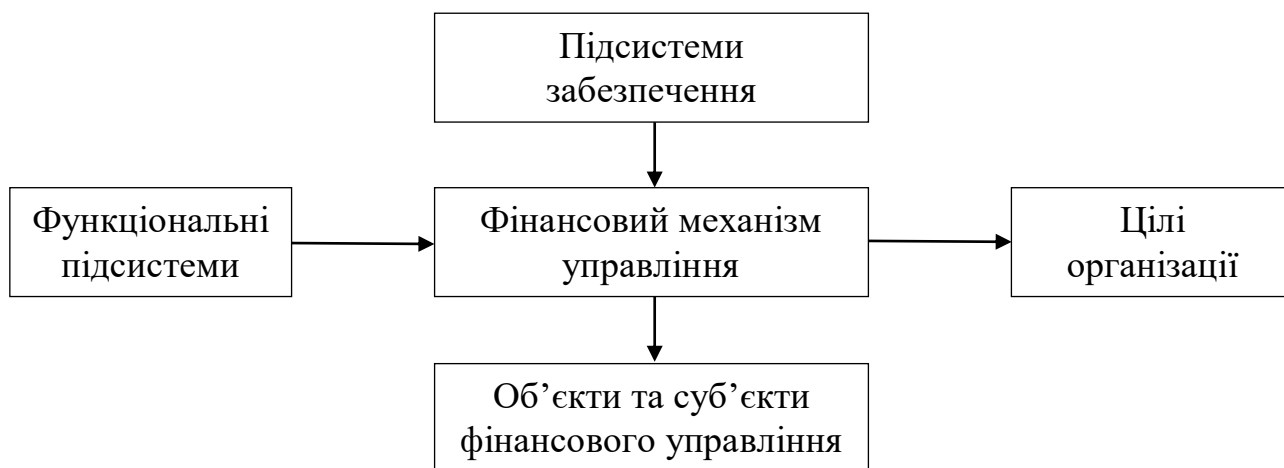 Підсистеми
забезпечення
Функціональні
підсистеми
Фінансовий механізм
управління
Цілі
організації
Об’єкти та суб’єкти
фінансового управління